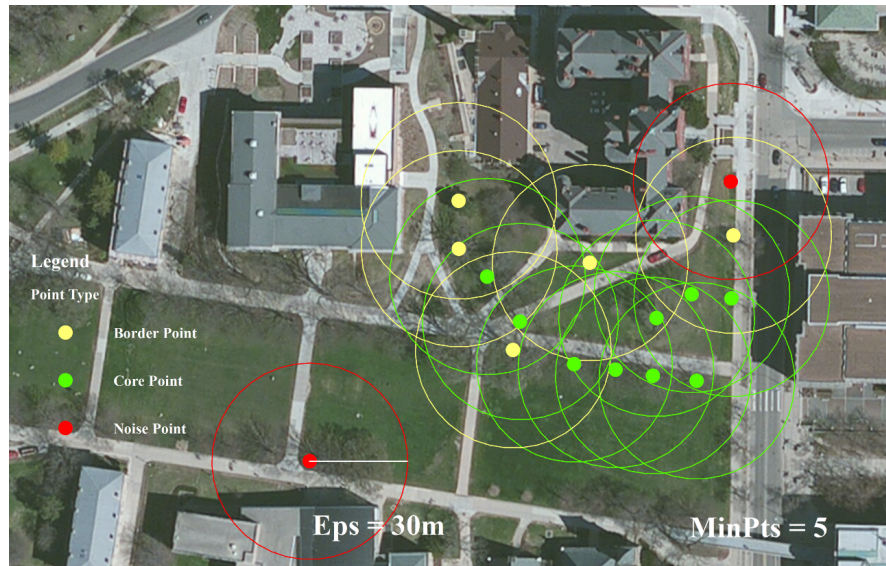 Legend
Point Type
Border Point
Core Point
Noise Point
Eps = 30m
MinPts = 5